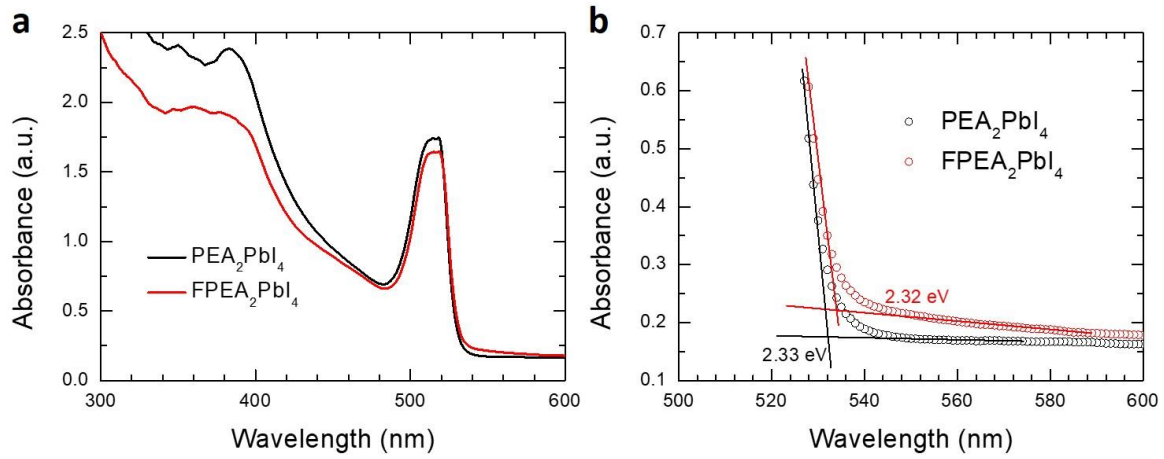 a
2.5
2.0
1.5
1.0
0.5
0.0
Absorbance (a.u.)
PEA₂PbI₄
FPEA₂PbI₄
300
400
500
600
Wavelength (nm)
b
0.7
0.6
0.5
0.4
0.3
0.2
0.1
Absorbance (a.u.)
PEA₂PbI₄
FPEA₂PbI₄
2.32 eV
2.33 eV
500
520
540
560
580
600
Wavelength (nm)